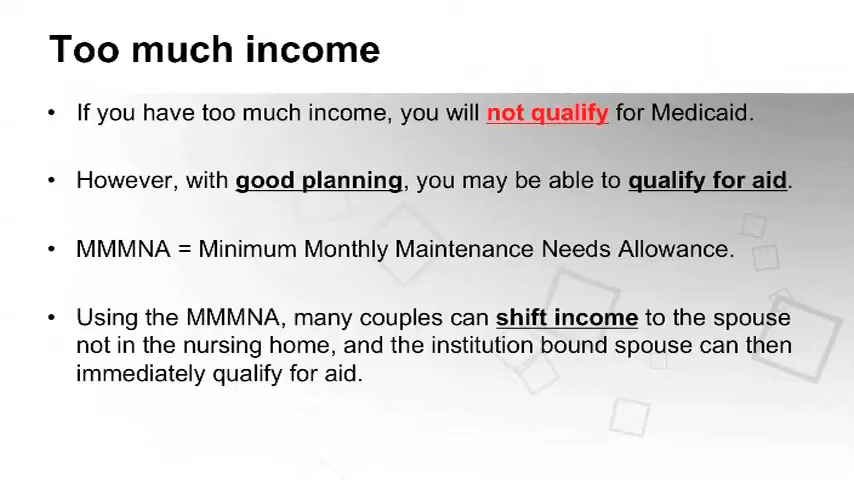 Too much income
• If you have too much income, you will not qualify for Medicaid.
• However, with good planning, you may be able to qualify for aid.
• MMMNA = Minimum Monthly Maintenance Needs Allowance.
• Using the MMMNA, many couples can shift income to the spouse
not in the nursing home, and the institution bound spouse can then
immediately qualify for aid.